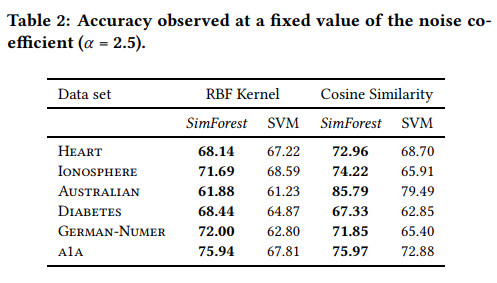 Table 2: Accuracy observed at a fixed value of the noise co-
efficient (α = 2.5).
Data set RBF Kernel Cosine Similarity
SimForest SVM SimForest SVM
HEART 68.14 67.22 72.96 68.70
IONOSPHERE 71.69 68.59 74.22 65.91
AUSTRALIAN 61.88 61.23 85.79 79.49
DIABETES 68.44 64.87 67.33 62.85
GERMAN-NUMER 72.00 62.80 71.85 65.40
A1A 75.94 67.81 75.97 72.88